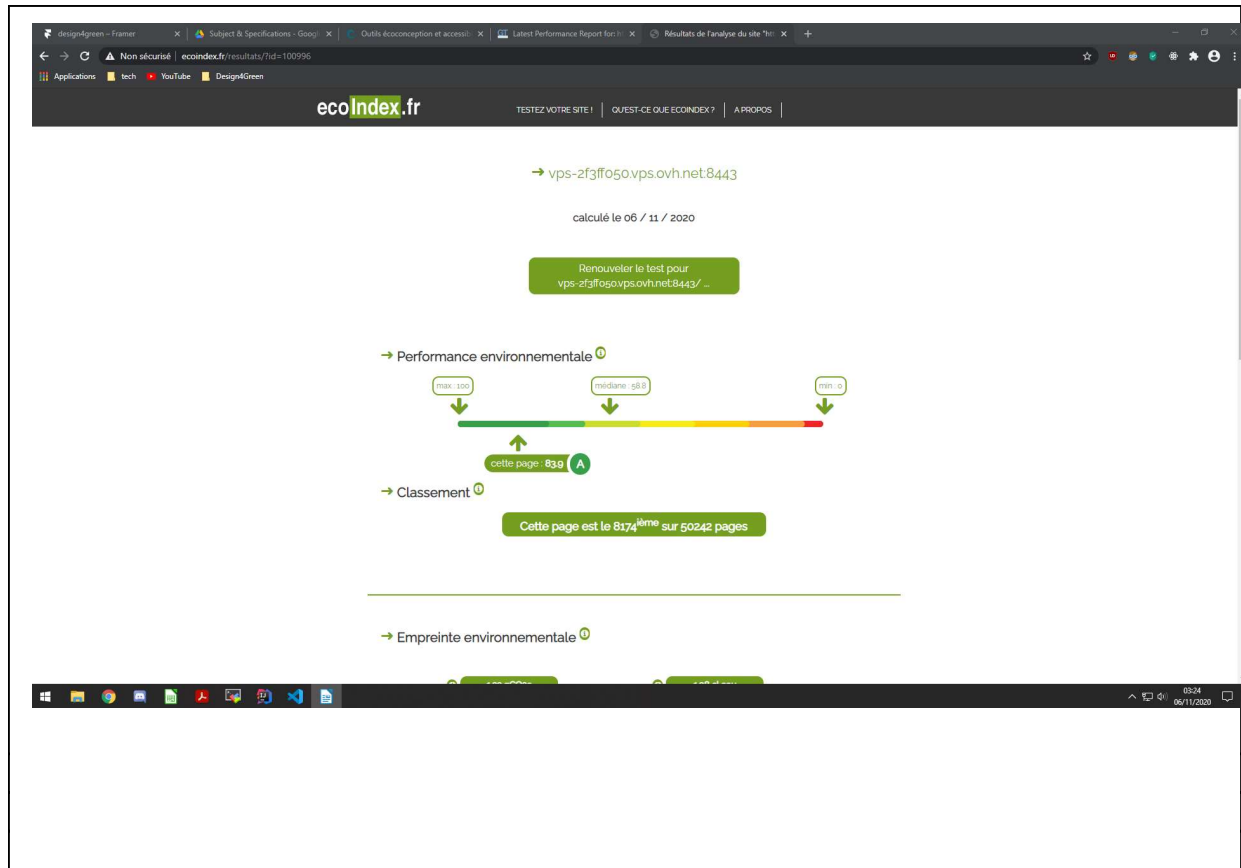 design4green – Framer
Subject & Specifications - Googl
Outils écoconception et accessib
Latest Performance Report for: h
Résultats de l'analyse du site "htt
Non sécurisé | ecoindex.fr/resultats/?id=100996
Applications tech YouTube Design4Green
ecoIndex.fr
TESTEZ VOTRE SITE ! | QU'EST-CE QUE ECOINDEX ? | A PROPOS |
→ vps-2f3ff050.vps.ovh.net:8443
calculé le 06 / 11 / 2020
Renouveler le test pour
vps-2f3ff050.vps.ovh.net:8443/ ...
→ Performance environnementale
max : 100
médiane : 58.8
min : 0
cette page : 83.9 A
→ Classement
Cette page est le 8174ième sur 50242 pages
→ Empreinte environnementale
03:24
06/11/2020